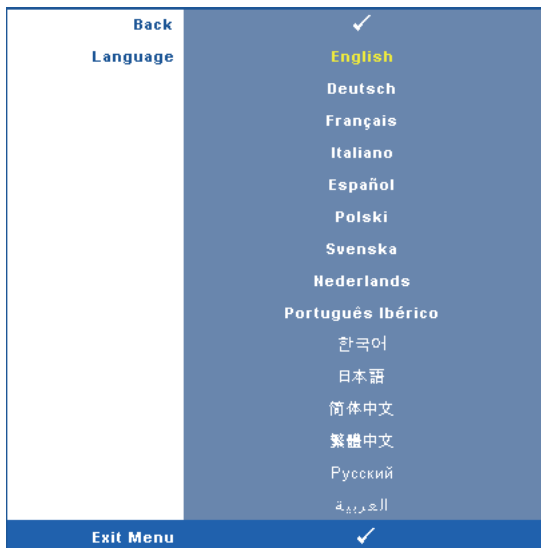 Back ✓
Language English
Deutsch
Français
Italiano
Español
Polski
Svenska
Nederlands
Português Ibérico
한국어
日本語
简体中文
繁體中文
Русский
العربية
Exit Menu ✓